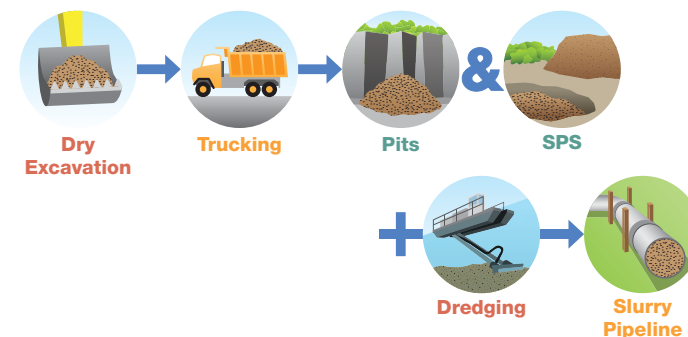 &
Dry
Excavation
Trucking
Pits
SPS
+
Dredging
Slurry
Pipeline